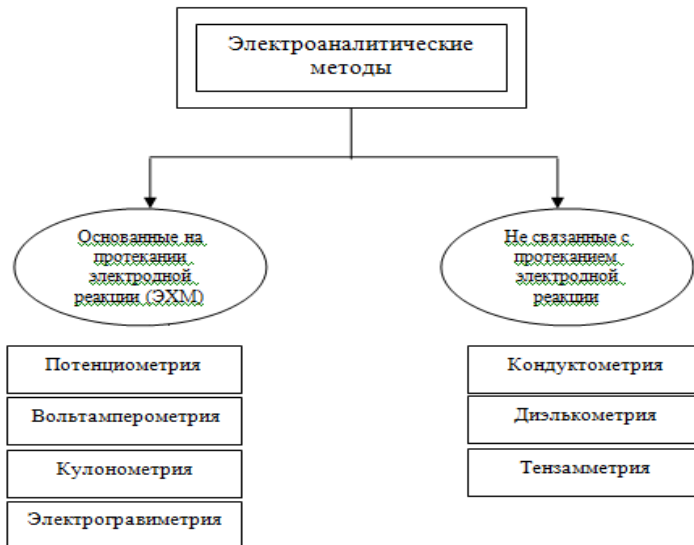 Электроаналитические
методы
Основанные на
протекании
электродной
реакции (ЭХМ)
Не связанные с
протеканием
электродной
реакции
Потенциометрия
Вольтамперометрия
Кулонометрия
Электрогравиметрия
Кондуктометрия
Диэлькометрия
Тензамметрия